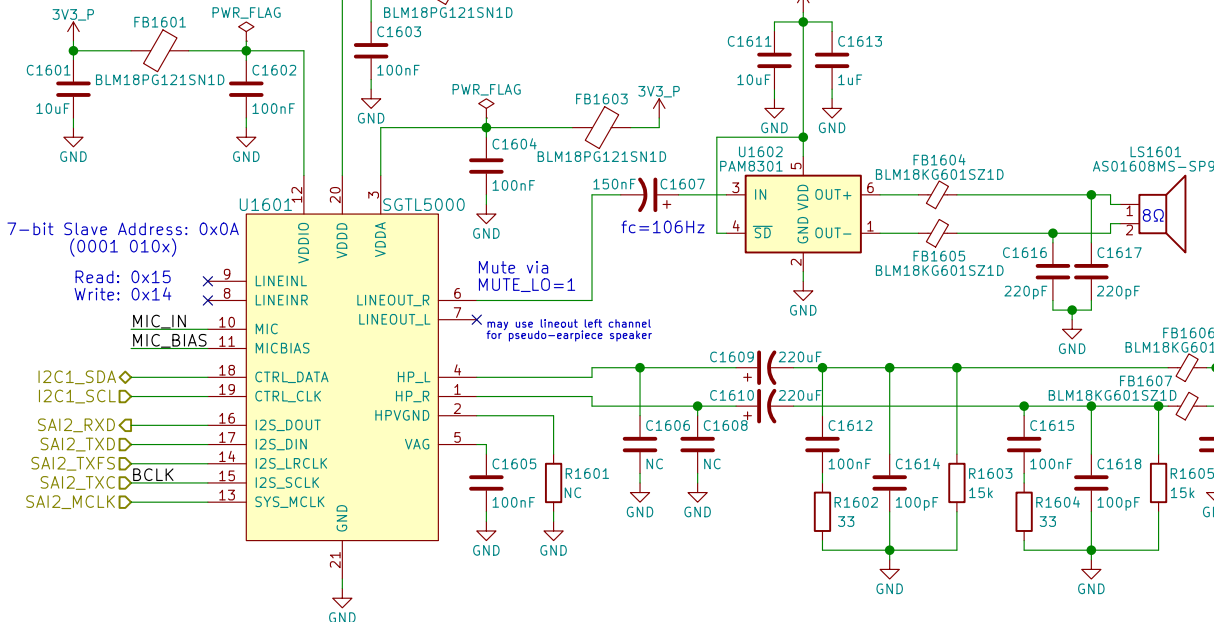 3V3_P
FB1601
PWR_FLAG
BLM18PG121SN1D
C1601
10uF
GND
C1602
100nF
GND
BLM18PG121SN1D
C1603
100nF
GND
PWR_FLAG
FB1603
3V3_P
BLM18PG121SN1D
C1604
100nF
GND
C1611
10uF
GND
C1613
1uF
GND
7-bit Slave Address: 0x0A
(0001 010x)
Read: 0x15
Write: 0x14
U1601
SGTL5000
12
20
3
VDDIO
VDDD
VDDA
9 LINEINL
8 LINEINR
MIC_IN 10 MIC
MIC_BIAS 11 MICBIAS
I2C1_SDA 18 CTRL_DATA
I2C1_SCL 19 CTRL_CLK
SAI2_RXD 16 I2S_DOUT
SAI2_TXD 17 I2S_DIN
SAI2_TXFS 14 I2S_LRCLK
SAI2_TXC BCLK 15 I2S_SCLK
SAI2_MCLK 13 SYS_MCLK
LINEOUT_R 6
LINEOUT_L 7
HP_L 4
HP_R 1
HPVGND 2
VAG 5
GND
21
GND
Mute via
MUTE_LO=1
may use lineout left channel
for pseudo-earpiece speaker
150nF
C1607
+
fc=106Hz
U1602
PAM8301
5
3 IN
4 SD
VDD
GND
OUT+ 6
OUT- 1
2
GND
FB1604
BLM18KG601SZ1D
FB1605
BLM18KG601SZ1D
LS1601
AS01608MS-SP9
1
2
8Ω
C1616
220pF
C1617
220pF
GND
C1605
100nF
GND
R1601
NC
GND
C1609
220uF
+
C1610
220uF
+
C1606
NC
GND
C1608
NC
GND
C1612
100nF
R1602
33
C1614
100pF
R1603
15k
GND
FB1606
BLM18KG601
FB1607
BLM18KG601SZ1D
C1615
100nF
R1604
33
C1618
100pF
R1605
15k
GND